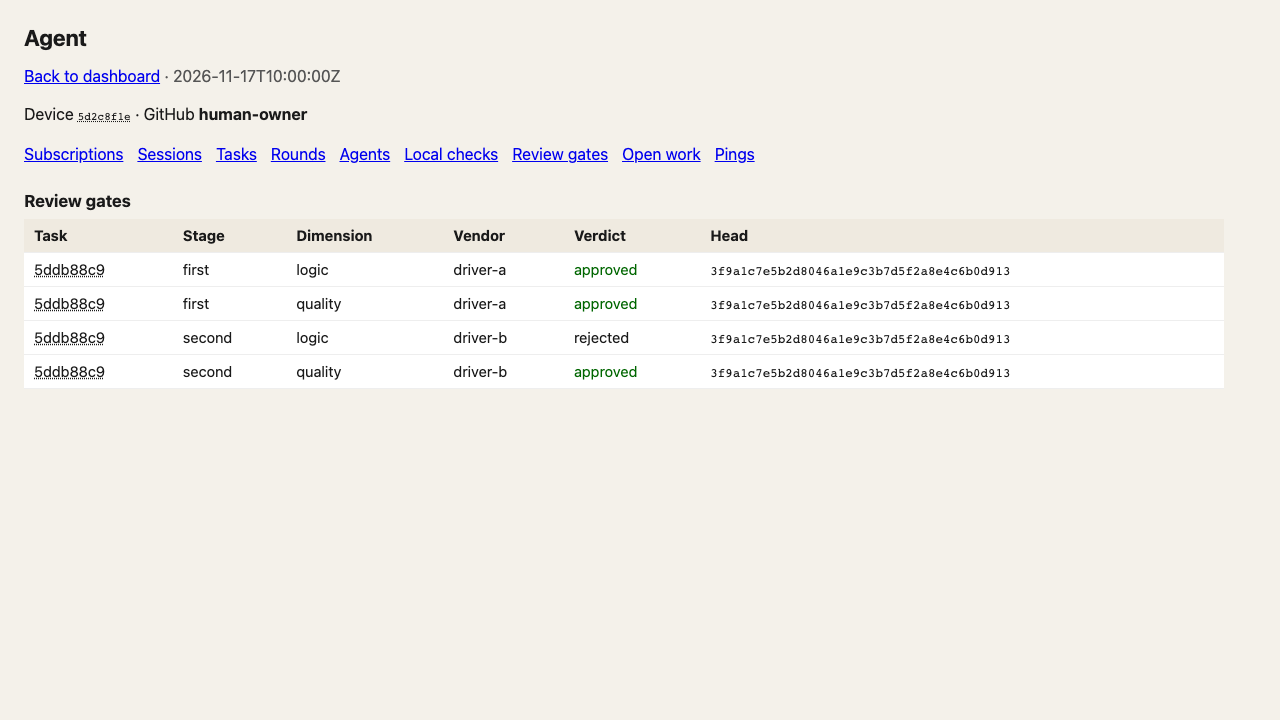 Agent
Back to dashboard · 2026-11-17T10:00:00Z
Device 5d2c8f1e · GitHub human-owner
Subscriptions Sessions Tasks Rounds Agents Local checks Review gates Open work Pings
Review gates
Task Stage Dimension Vendor Verdict Head
5ddb88c9 first logic driver-a approved 3f9a1c7e5b2d8046a1e9c3b7d5f2a8e4c6b0d913
5ddb88c9 first quality driver-a approved 3f9a1c7e5b2d8046a1e9c3b7d5f2a8e4c6b0d913
5ddb88c9 second logic driver-b rejected 3f9a1c7e5b2d8046a1e9c3b7d5f2a8e4c6b0d913
5ddb88c9 second quality driver-b approved 3f9a1c7e5b2d8046a1e9c3b7d5f2a8e4c6b0d913